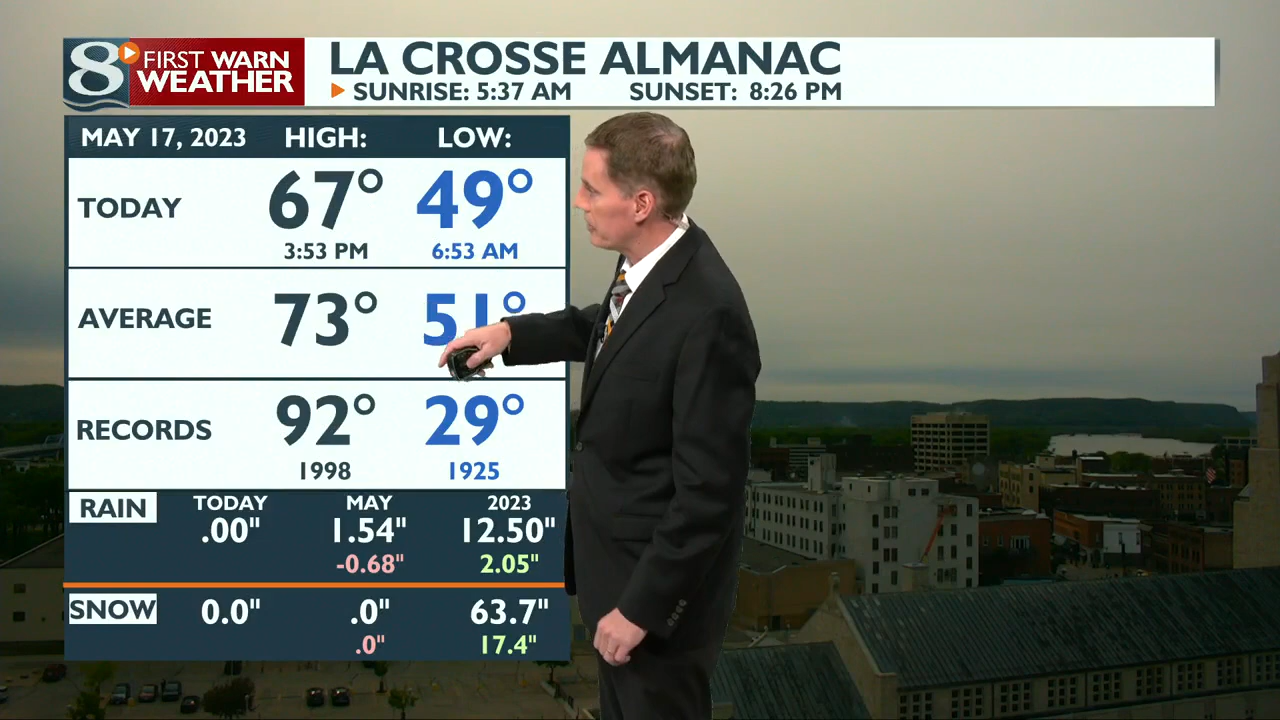 8 FIRST WARN WEATHER
LA CROSSE ALMANAC
SUNRISE: 5:37 AM SUNSET: 8:26 PM
MAY 17, 2023 HIGH: LOW:
TODAY 67° 49°
3:53 PM 6:53 AM
AVERAGE 73° 51°
RECORDS 92° 29°
1998 1925
RAIN TODAY MAY 2023
.00" 1.54" 12.50"
-0.68" 2.05"
SNOW 0.0" .0" 63.7"
.0" 17.4"